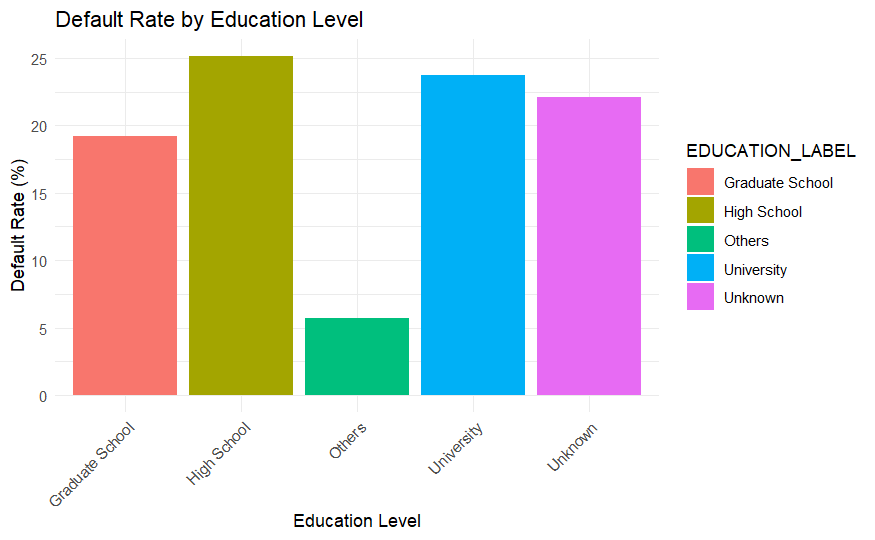 Default Rate by Education Level
Default Rate (%)
25
20
15
10
5
0
Graduate School
High School
Others
University
Unknown
Education Level
EDUCATION_LABEL
Graduate School
High School
Others
University
Unknown